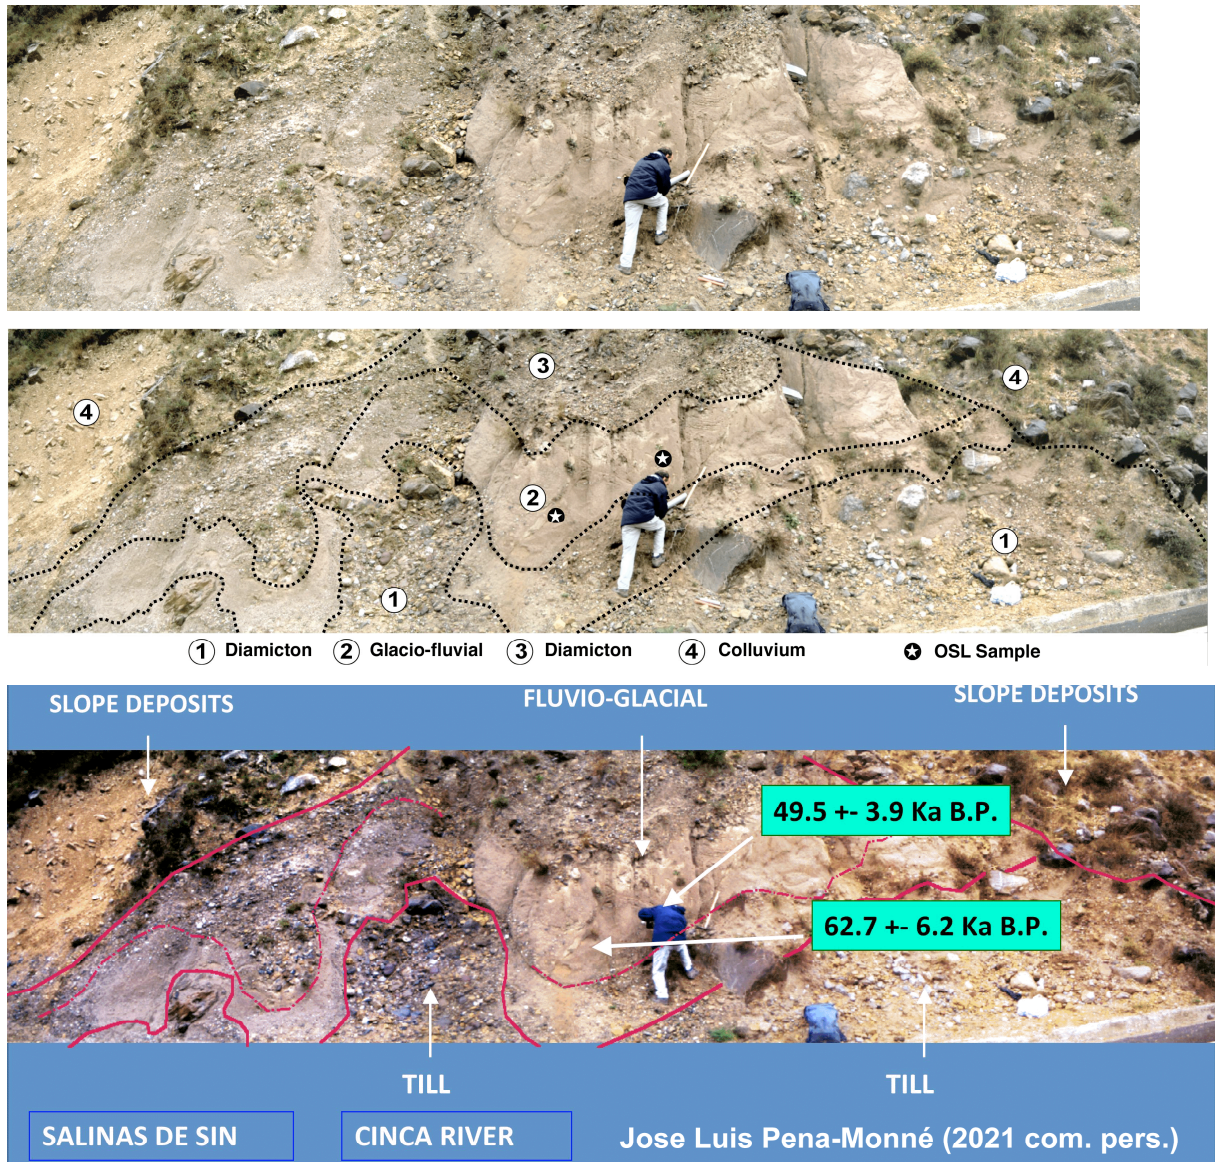 3
4
4
2
1
1
1 Diamicton 2 Glacio-fluvial 3 Diamicton 4 Colluvium OSL Sample
SLOPE DEPOSITS FLUVIO-GLACIAL SLOPE DEPOSITS
49.5 +- 3.9 Ka B.P.
62.7 +- 6.2 Ka B.P.
TILL TILL
SALINAS DE SIN CINCA RIVER Jose Luis Pena-Monné (2021 com. pers.)